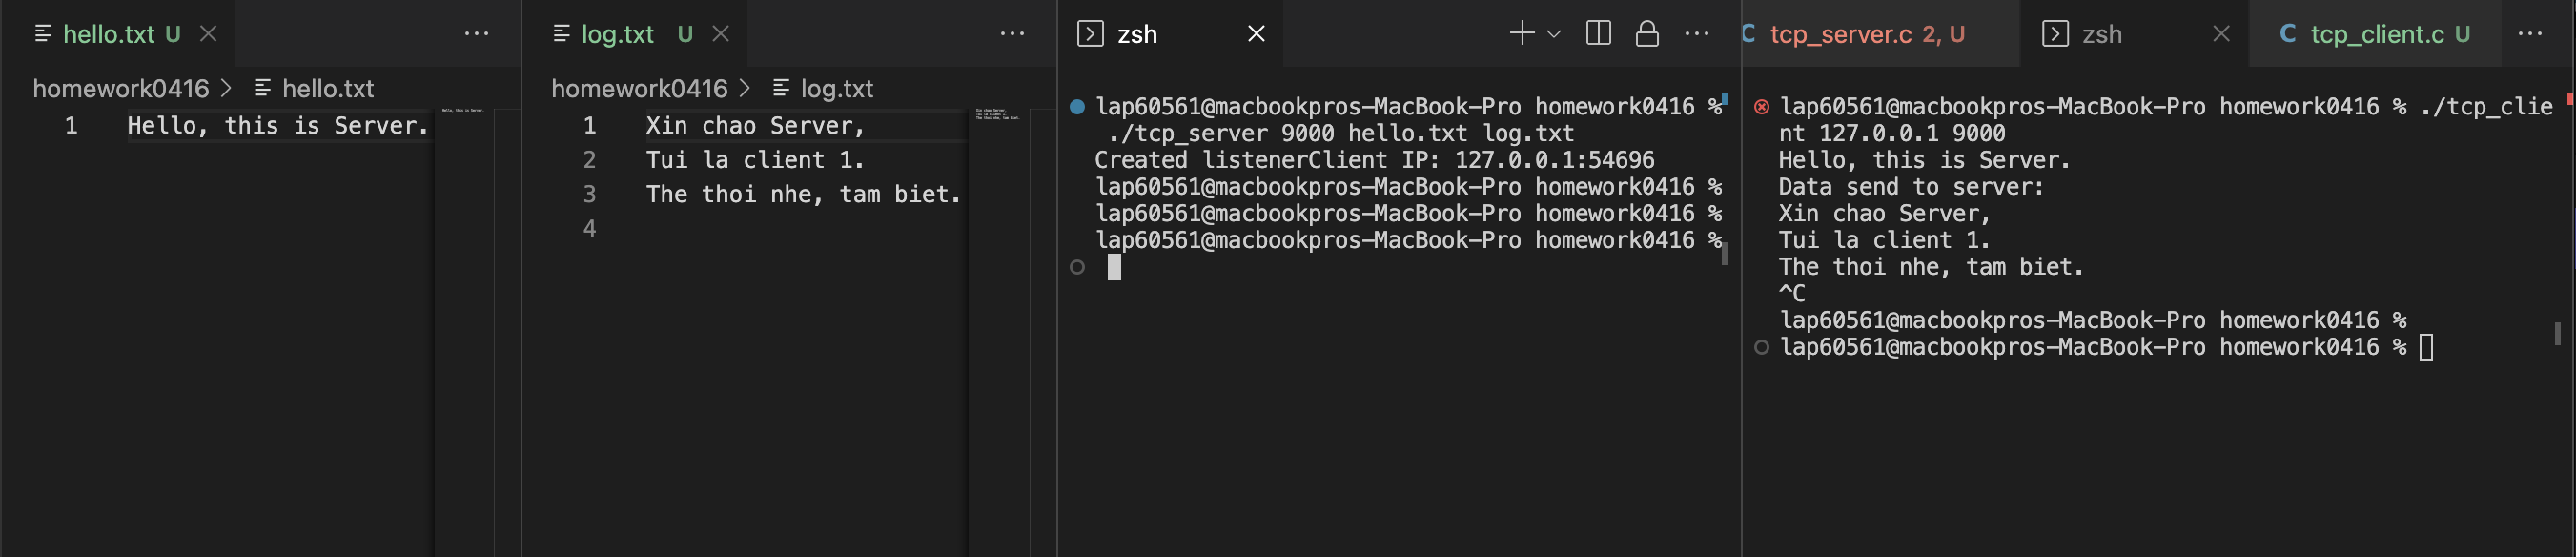 hello.txt U
homework0416 > hello.txt
1 Hello, this is Server.
log.txt U
homework0416 > log.txt
1 Xin chao Server,
2 Tui la client 1.
3 The thoi nhe, tam biet.
4
zsh
lap60561@macbookpros-MacBook-Pro homework0416 %
./tcp_server 9000 hello.txt log.txt
Created listenerClient IP: 127.0.0.1:54696
lap60561@macbookpros-MacBook-Pro homework0416 %
lap60561@macbookpros-MacBook-Pro homework0416 %
lap60561@macbookpros-MacBook-Pro homework0416 %
C tcp_server.c 2, U
zsh
C tcp_client.c U
lap60561@macbookpros-MacBook-Pro homework0416 % ./tcp_clie
nt 127.0.0.1 9000
Hello, this is Server.
Data send to server:
Xin chao Server,
Tui la client 1.
The thoi nhe, tam biet.
^C
lap60561@macbookpros-MacBook-Pro homework0416 %
lap60561@macbookpros-MacBook-Pro homework0416 %